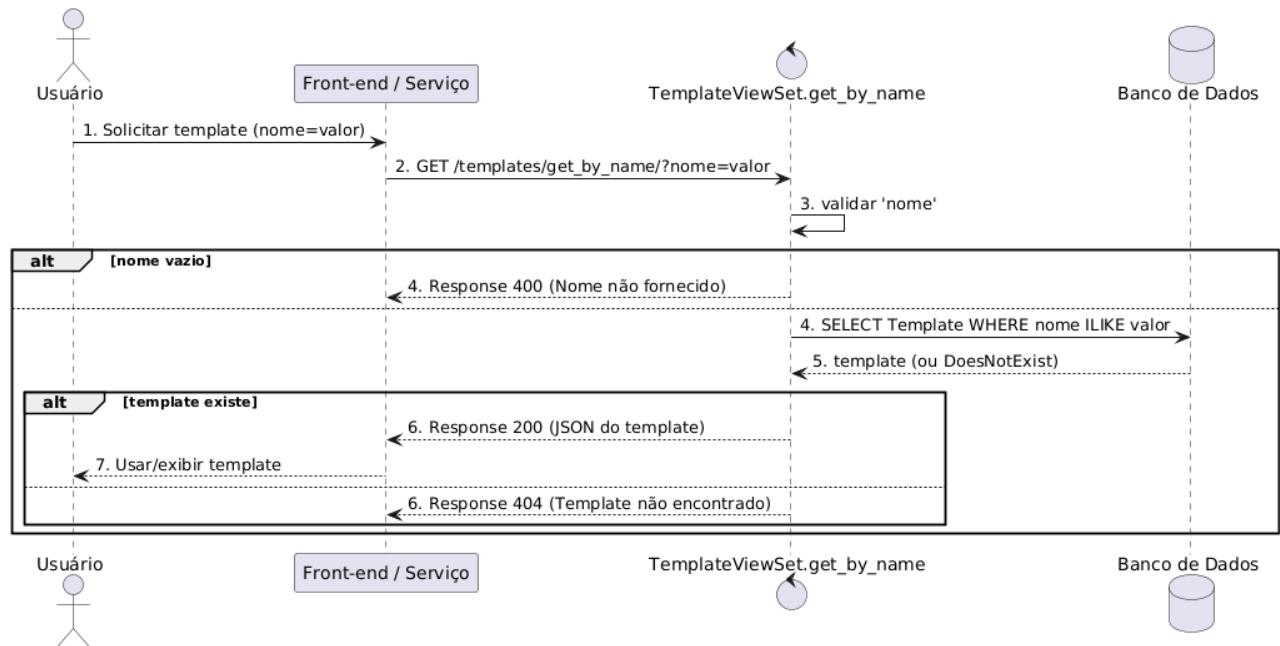 Usuário
Front-end / Serviço
TemplateViewSet.get_by_name
Banco de Dados
1. Solicitar template (nome=valor)
2. GET /templates/get_by_name/?nome=valor
3. validar 'nome'
alt [nome vazio]
4. Response 400 (Nome não fornecido)
4. SELECT Template WHERE nome ILIKE valor
5. template (ou DoesNotExist)
alt [template existe]
6. Response 200 (JSON do template)
7. Usar/exibir template
6. Response 404 (Template não encontrado)
Usuário
Front-end / Serviço
TemplateViewSet.get_by_name
Banco de Dados